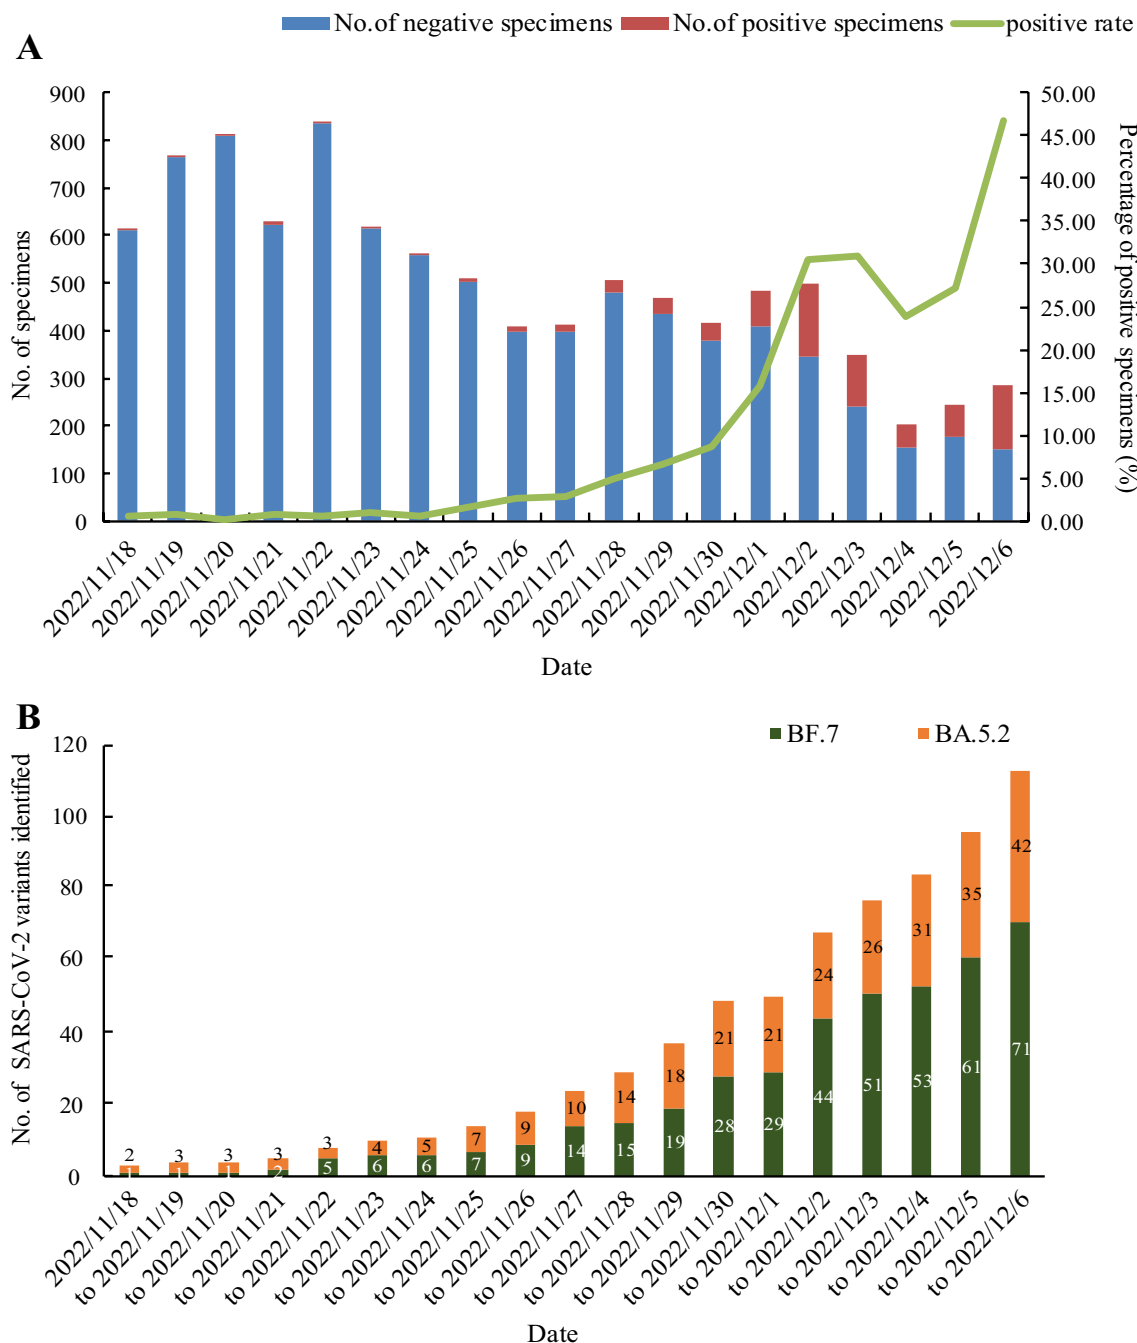 No.of negative specimens No.of positive specimens positive rate
A
No. of specimens
900
800
700
600
500
400
300
200
100
0
50.00
45.00
40.00
35.00
30.00
25.00
20.00
15.00
10.00
5.00
0.00
Percentage of positive specimens (%)
2022/11/18
2022/11/19
2022/11/20
2022/11/21
2022/11/22
2022/11/23
2022/11/24
2022/11/25
2022/11/26
2022/11/27
2022/11/28
2022/11/29
2022/11/30
2022/12/1
2022/12/2
2022/12/3
2022/12/4
2022/12/5
2022/12/6
Date
B
BF.7 BA.5.2
No. of SARS-CoV-2 variants identified
120
100
80
60
40
20
0
2 3 3 3 3 4 5 7 9 10 14 18 21 21 24 26 31 35 42
1 1 1 2 5 6 6 7 9 14 15 19 28 29 44 51 53 61 71
2022/11/18
to 2022/11/19
to 2022/11/20
to 2022/11/21
to 2022/11/22
to 2022/11/23
to 2022/11/24
to 2022/11/25
to 2022/11/26
to 2022/11/27
to 2022/11/28
to 2022/11/29
to 2022/11/30
to 2022/12/1
to 2022/12/2
to 2022/12/3
to 2022/12/4
to 2022/12/5
to 2022/12/6
Date